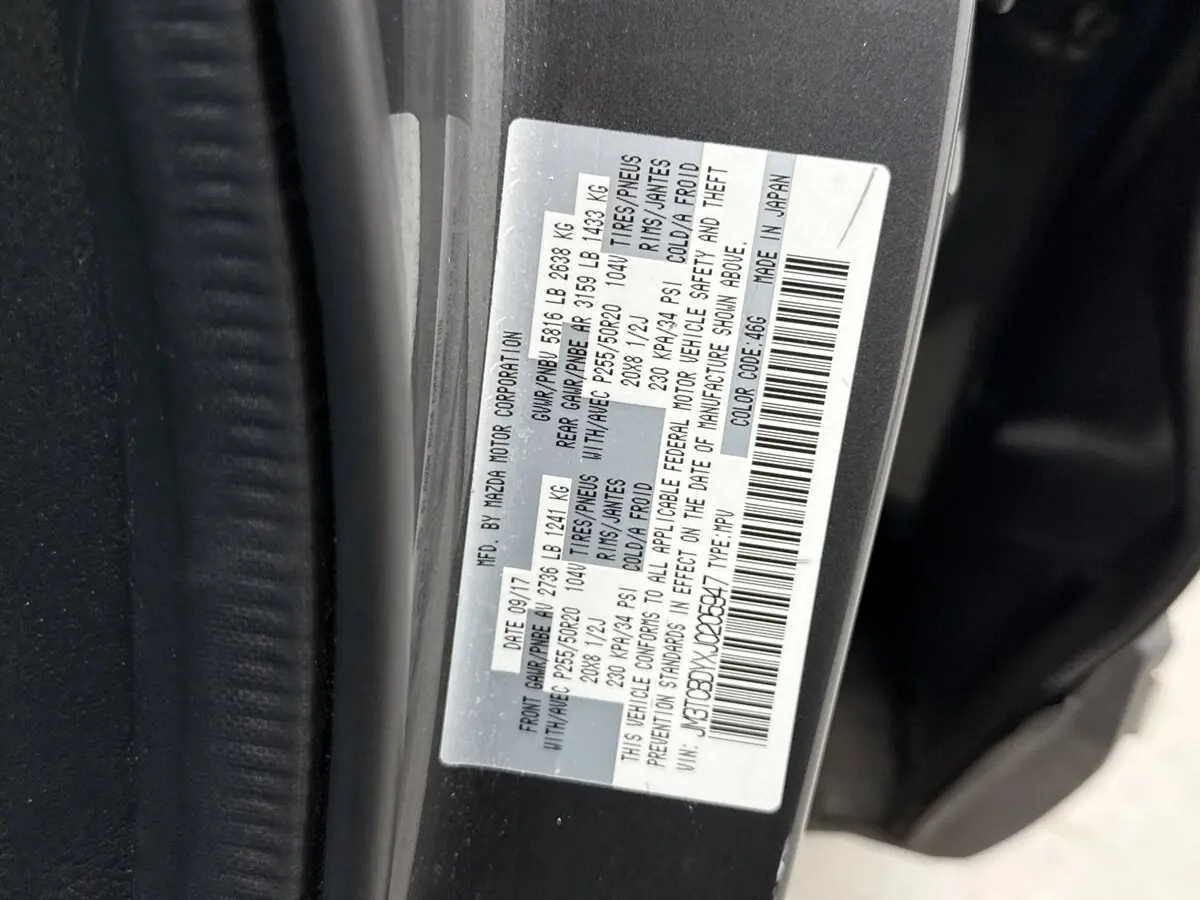 MFD. BY MAZDA MOTOR CORPORATION
DATE 09/17 GVWR/PNBV 5816 LB 2638 KG
FRONT GAWR/PNBE AV 2736 LB 1241 KG REAR GAWR/PNBE AR 3159 LB 1433 KG
WITH/AVEC P255/50R20 104V TIRES/PNEUS WITH/AVEC P255/50R20 104V TIRES/PNEUS
20X8 1/2J RIMS/JANTES 20X8 1/2J RIMS/JANTES
230 KPA/34 PSI COLD/A FROID 230 KPA/34 PSI COLD/A FROID
THIS VEHICLE CONFORMS TO ALL APPLICABLE FEDERAL MOTOR VEHICLE SAFETY AND THEFT
PREVENTION STANDARDS IN EFFECT ON THE DATE OF MANUFACTURE SHOWN ABOVE.
VIN: JM3TCBDYXJ0205947 TYPE:MPV COLOR CODE:46G MADE IN JAPAN